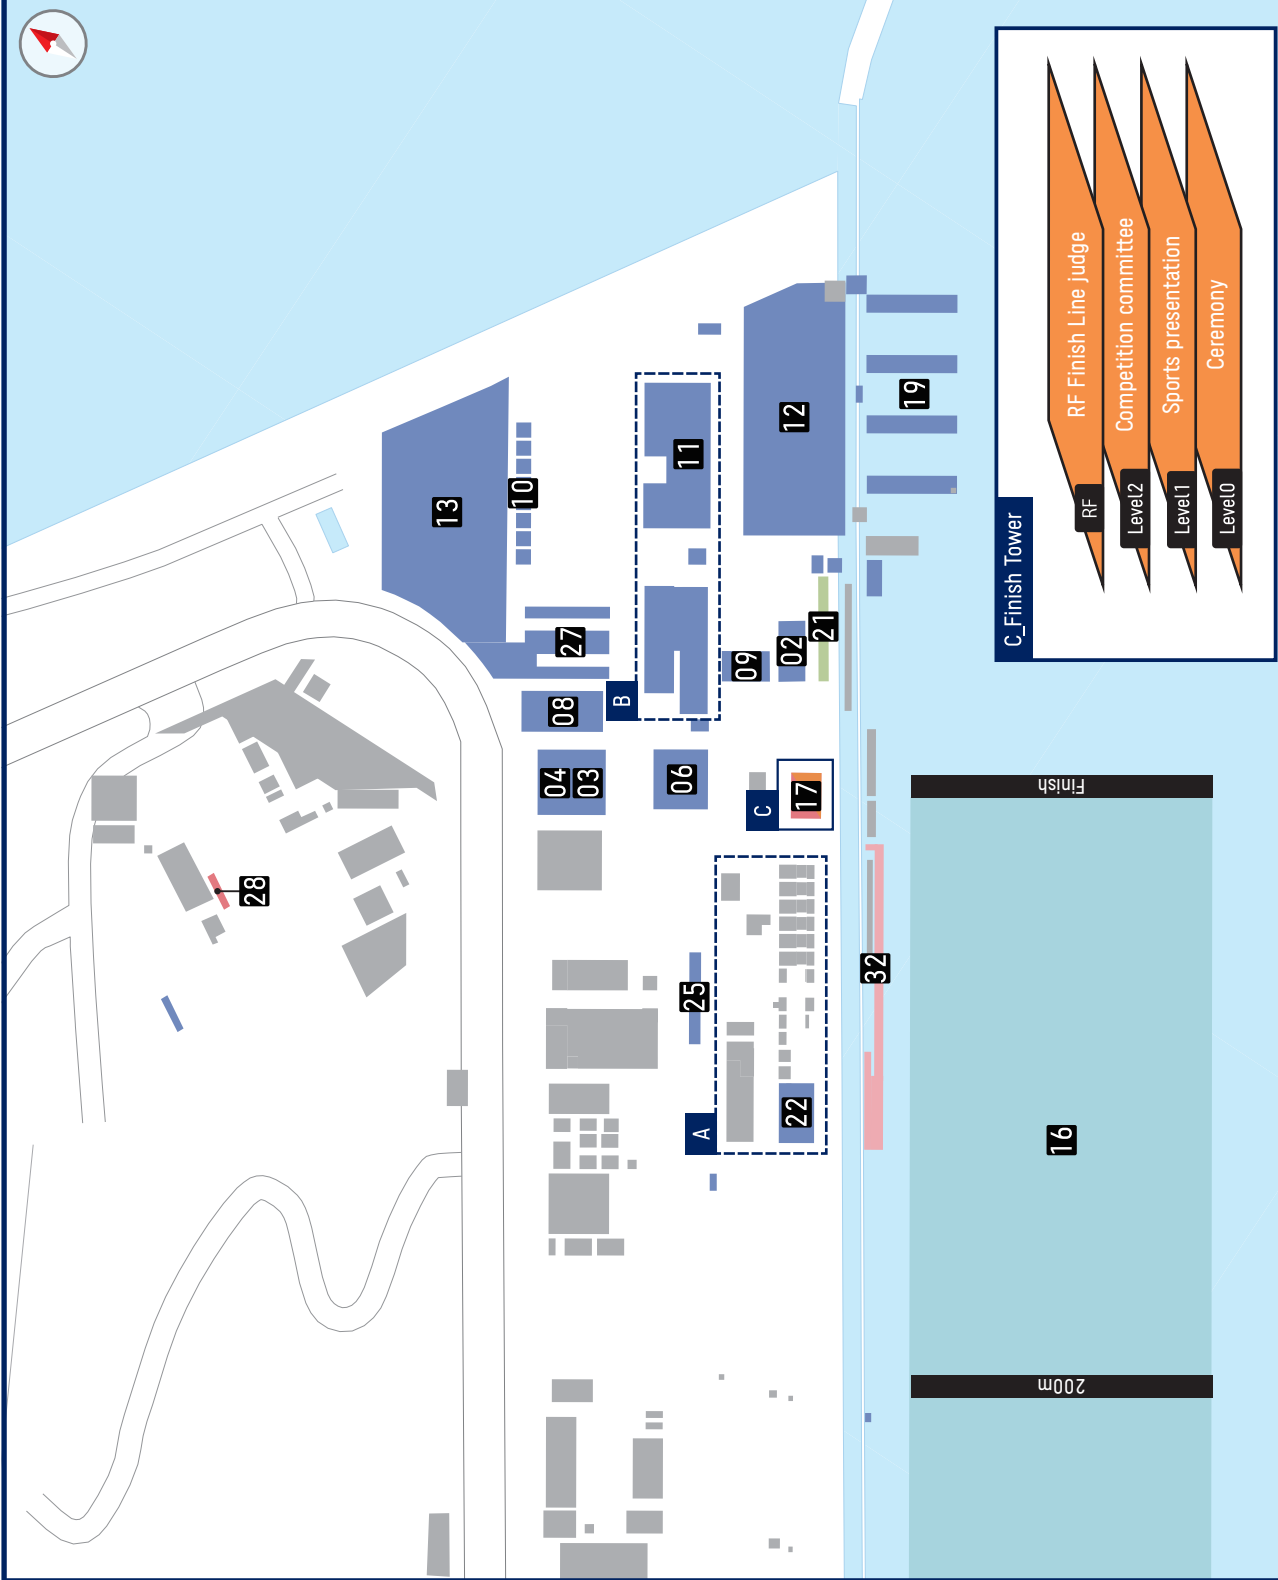 C_Finish Tower
RF
RF Finish Line judge
Level2
Competition committee
Level1
Sports presentation
Level0
Ceremony
13
10
11
12
19
27
08
B
09
02
21
04
03
06
C
17
28
25
A
22
32
Finish
16
200m